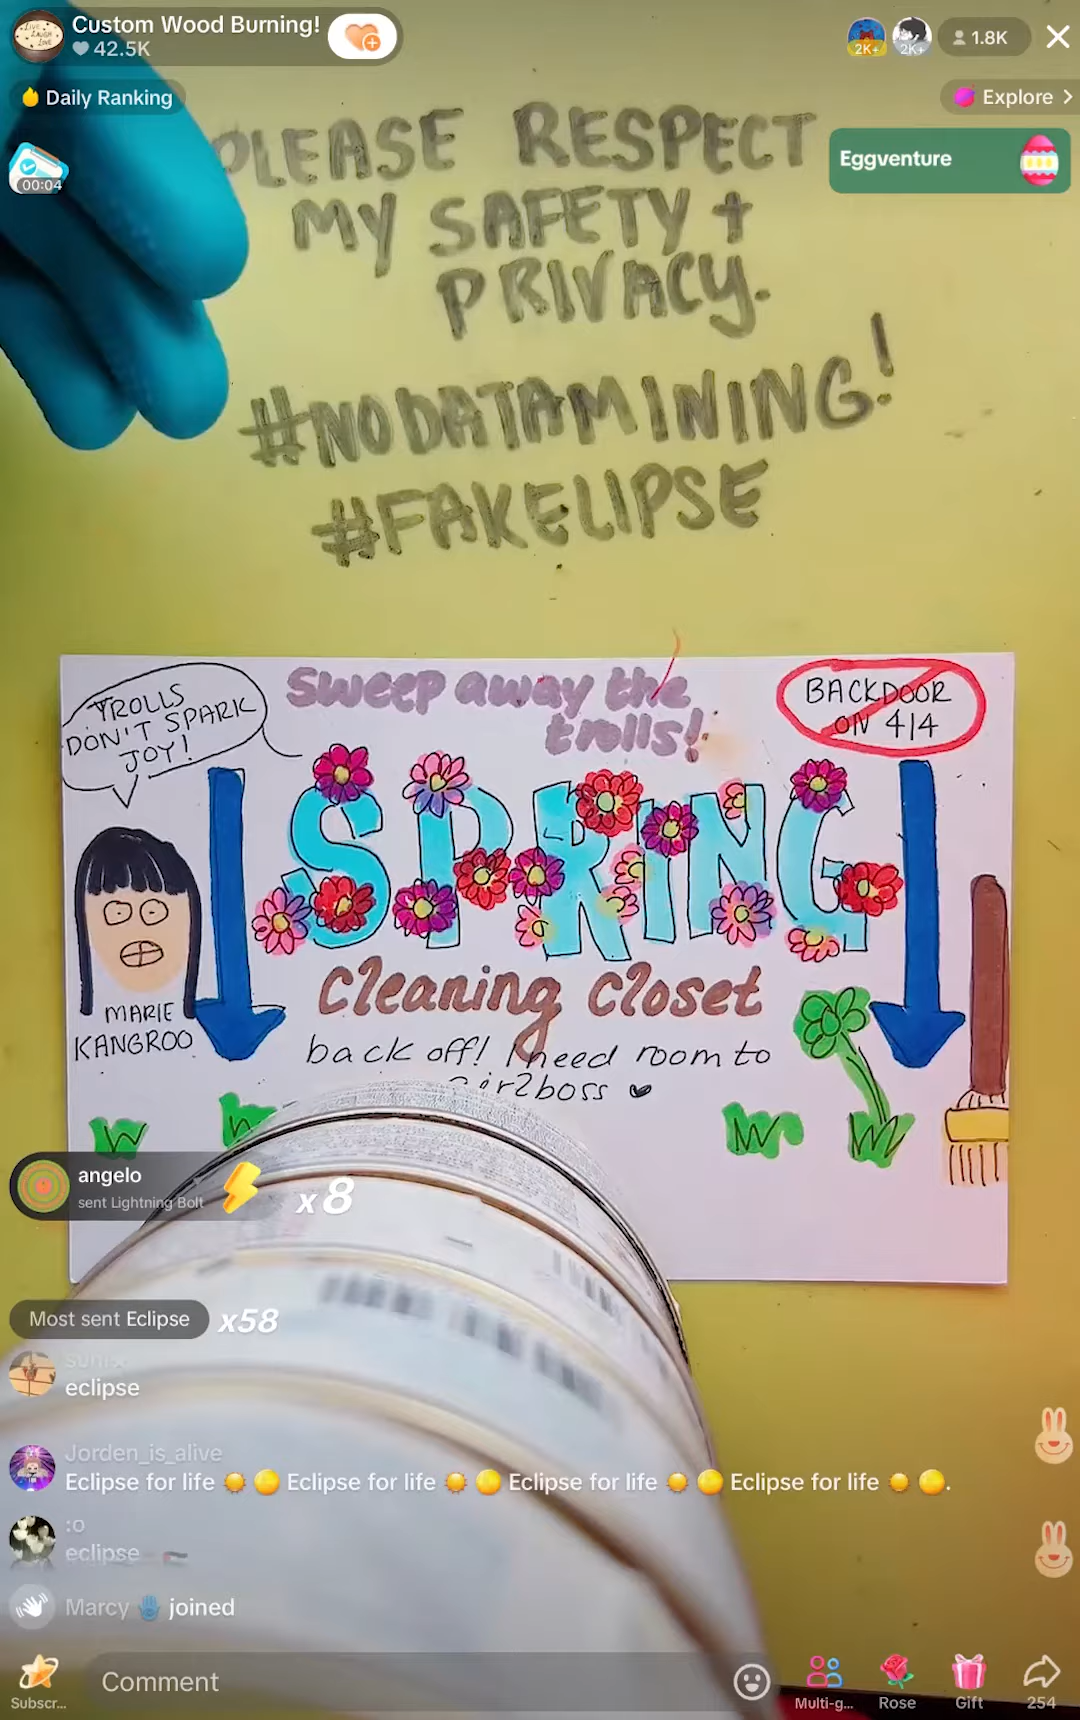 Custom Wood Burning!
42.5K
2K+
2K+
1.8K
Daily Ranking
Explore >
00:04
Eggventure
PLEASE RESPECT
MY SAFETY +
PRIVACY.
#NODATAMINING!
#FAKELIPSE
TROLLS
DON'T SPARK
JOY!
Sweep away the
trolls!
BACKDOOR
ON 4/4
SPRING
MARIE
KANGROO
cleaning closet
back off! I need room to
angelo
sent Lightning Bolt
x8
Most sent Eclipse x58
eclipse
Jorden_is_alive
Eclipse for life ☀️ 🌕 Eclipse for life ☀️ 🌕 Eclipse for life ☀️ 🌕 Eclipse for life ☀️ 🌕.
:o
eclipse
Marcy joined
Comment
Subscr...
Multi-g...
Rose
Gift
254